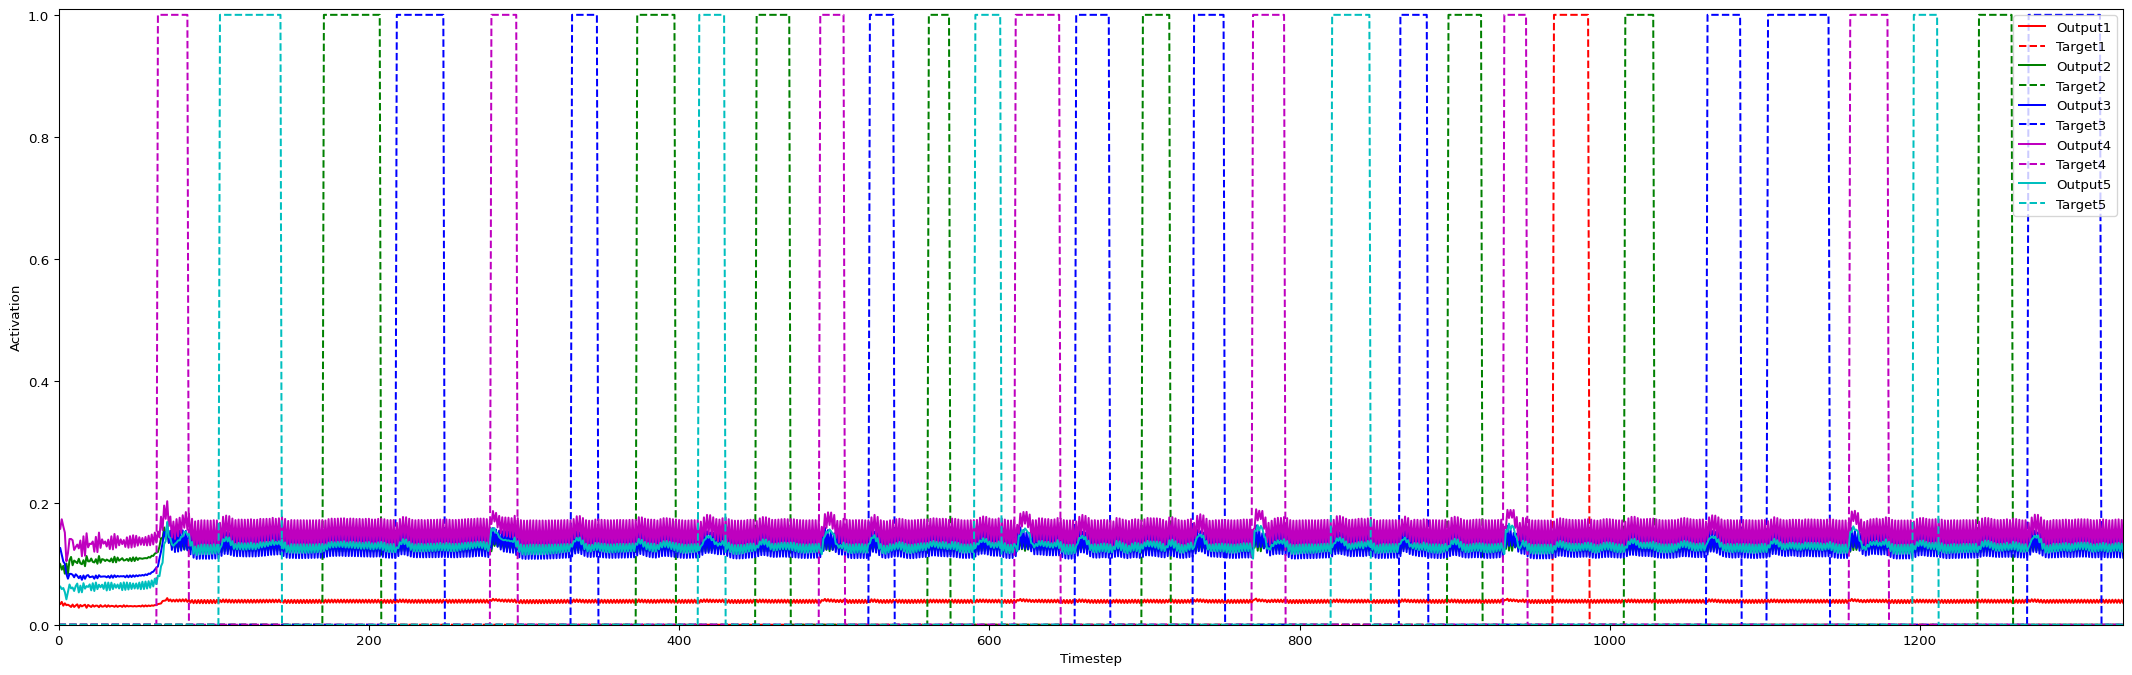 1.0
0.8
0.6
0.4
0.2
0.0
Activation
0
200
400
600
800
1000
1200
Timestep
Output1
Target1
Output2
Target2
Output3
Target3
Output4
Target4
Output5
Target5